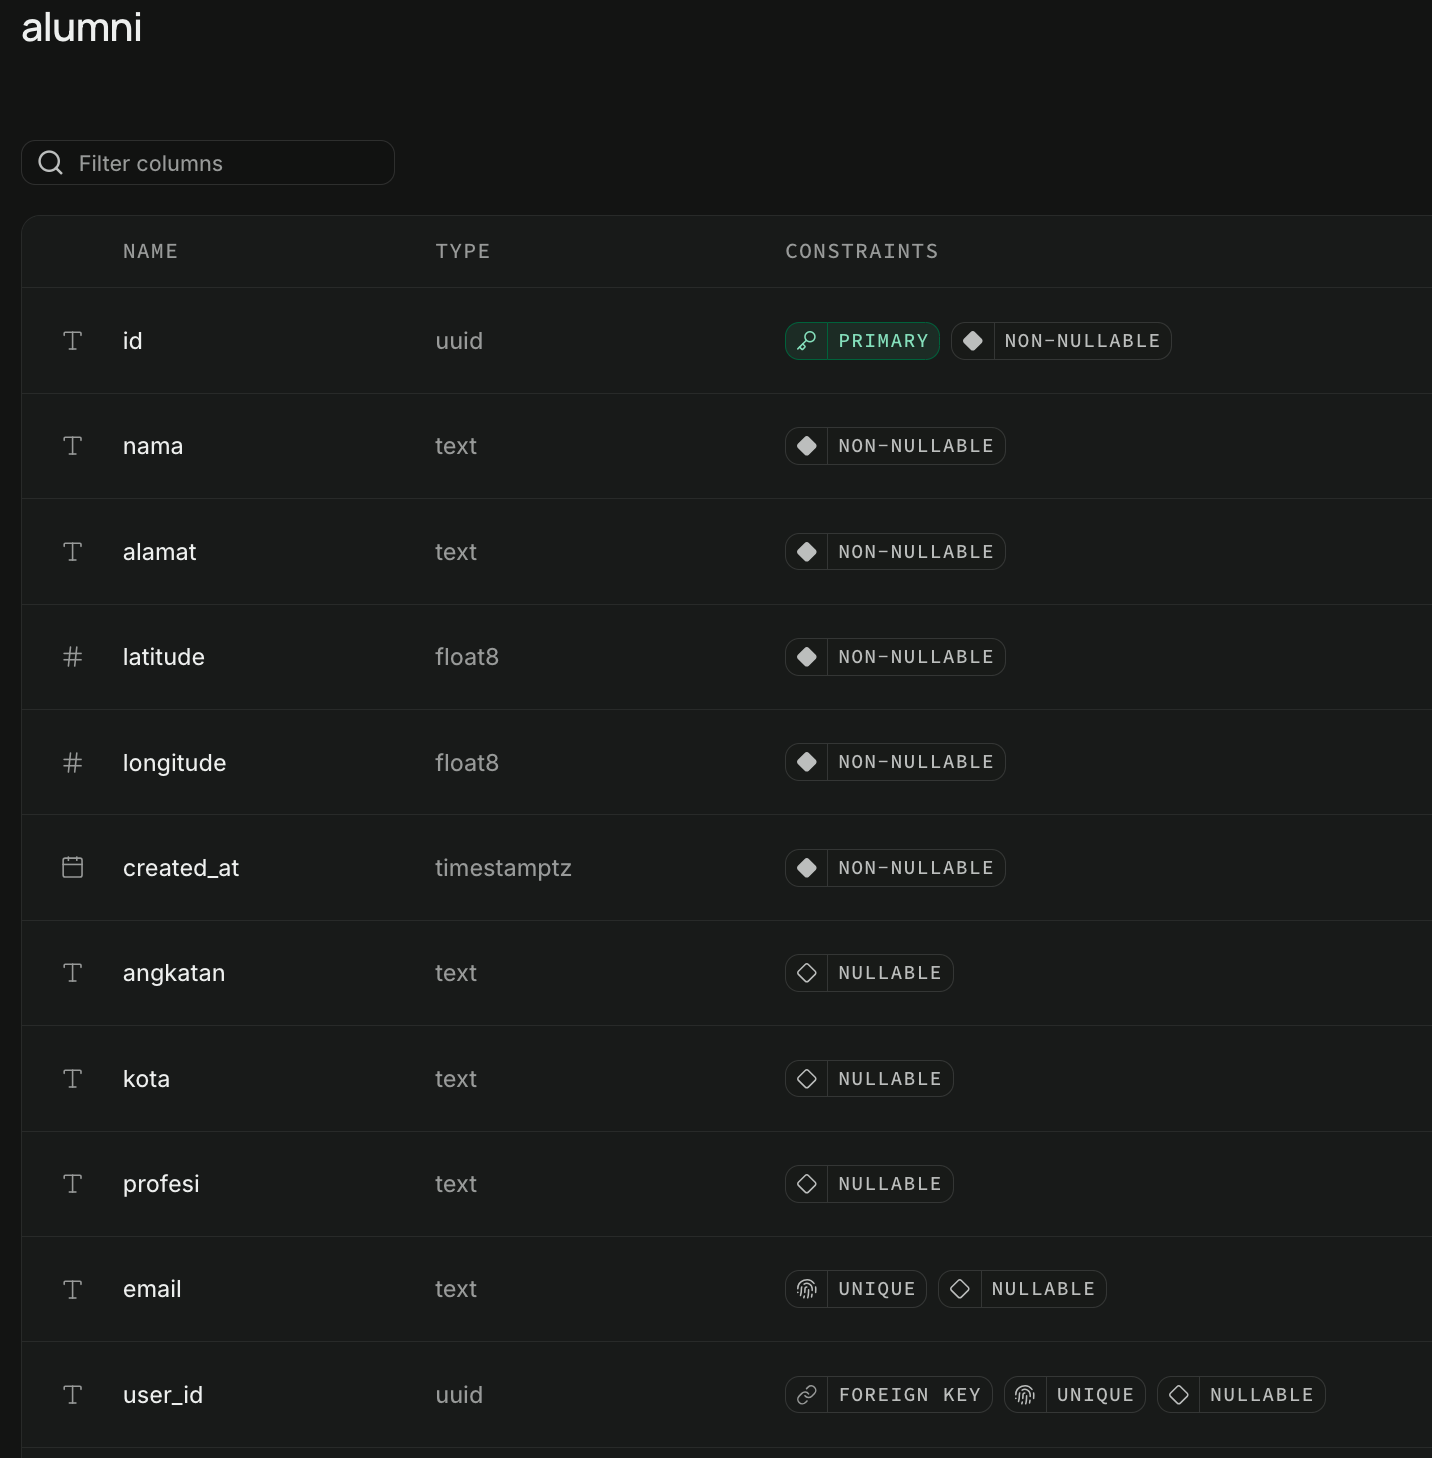 alumni
Filter columns
NAME TYPE CONSTRAINTS
id uuid PRIMARY NON-NULLABLE
nama text NON-NULLABLE
alamat text NON-NULLABLE
latitude float8 NON-NULLABLE
longitude float8 NON-NULLABLE
created_at timestamptz NON-NULLABLE
angkatan text NULLABLE
kota text NULLABLE
profesi text NULLABLE
email text UNIQUE NULLABLE
user_id uuid FOREIGN KEY UNIQUE NULLABLE